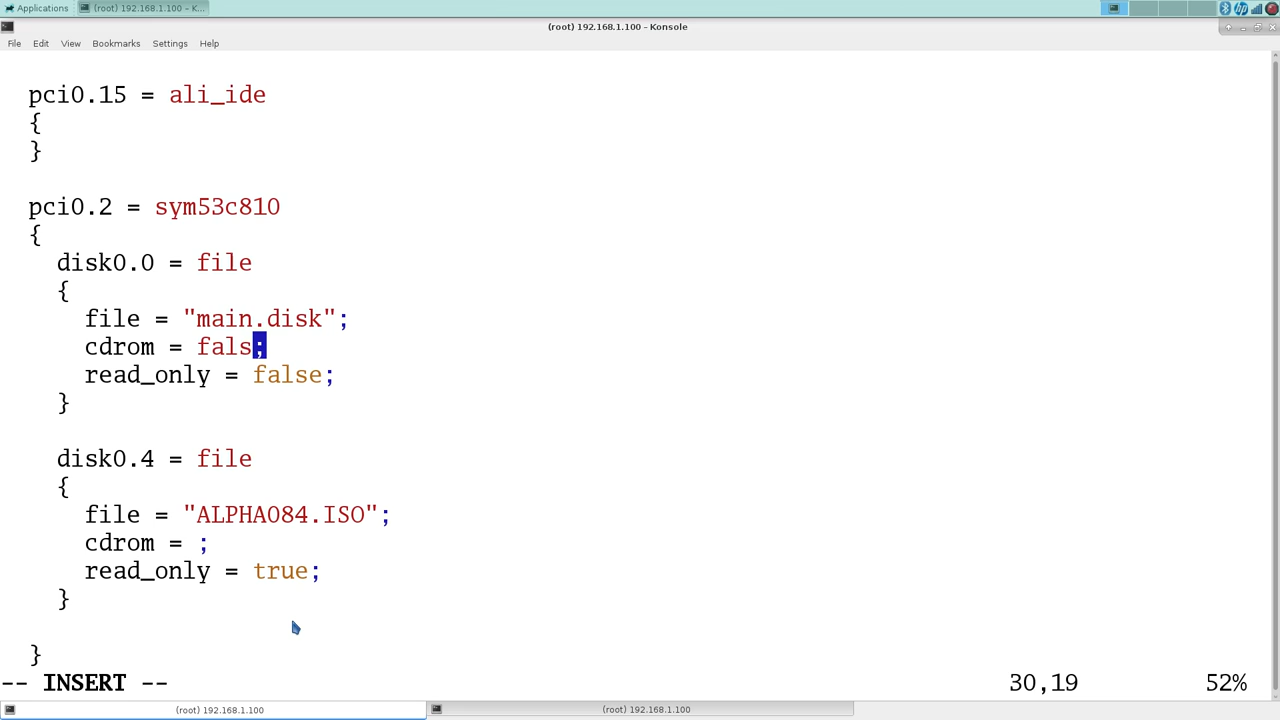 Applications (root) 192.168.1.100 – K...
(root) 192.168.1.100 – Konsole
File Edit View Bookmarks Settings Help
pci0.15 = ali_ide
{
}
pci0.2 = sym53c810
{
disk0.0 = file
{
file = "main.disk";
cdrom = fals;
read_only = false;
}
disk0.4 = file
{
file = "ALPHA084.ISO";
cdrom = ;
read_only = true;
}
}
-- INSERT -- 30,19 52%
(root) 192.168.1.100 (root) 192.168.1.100